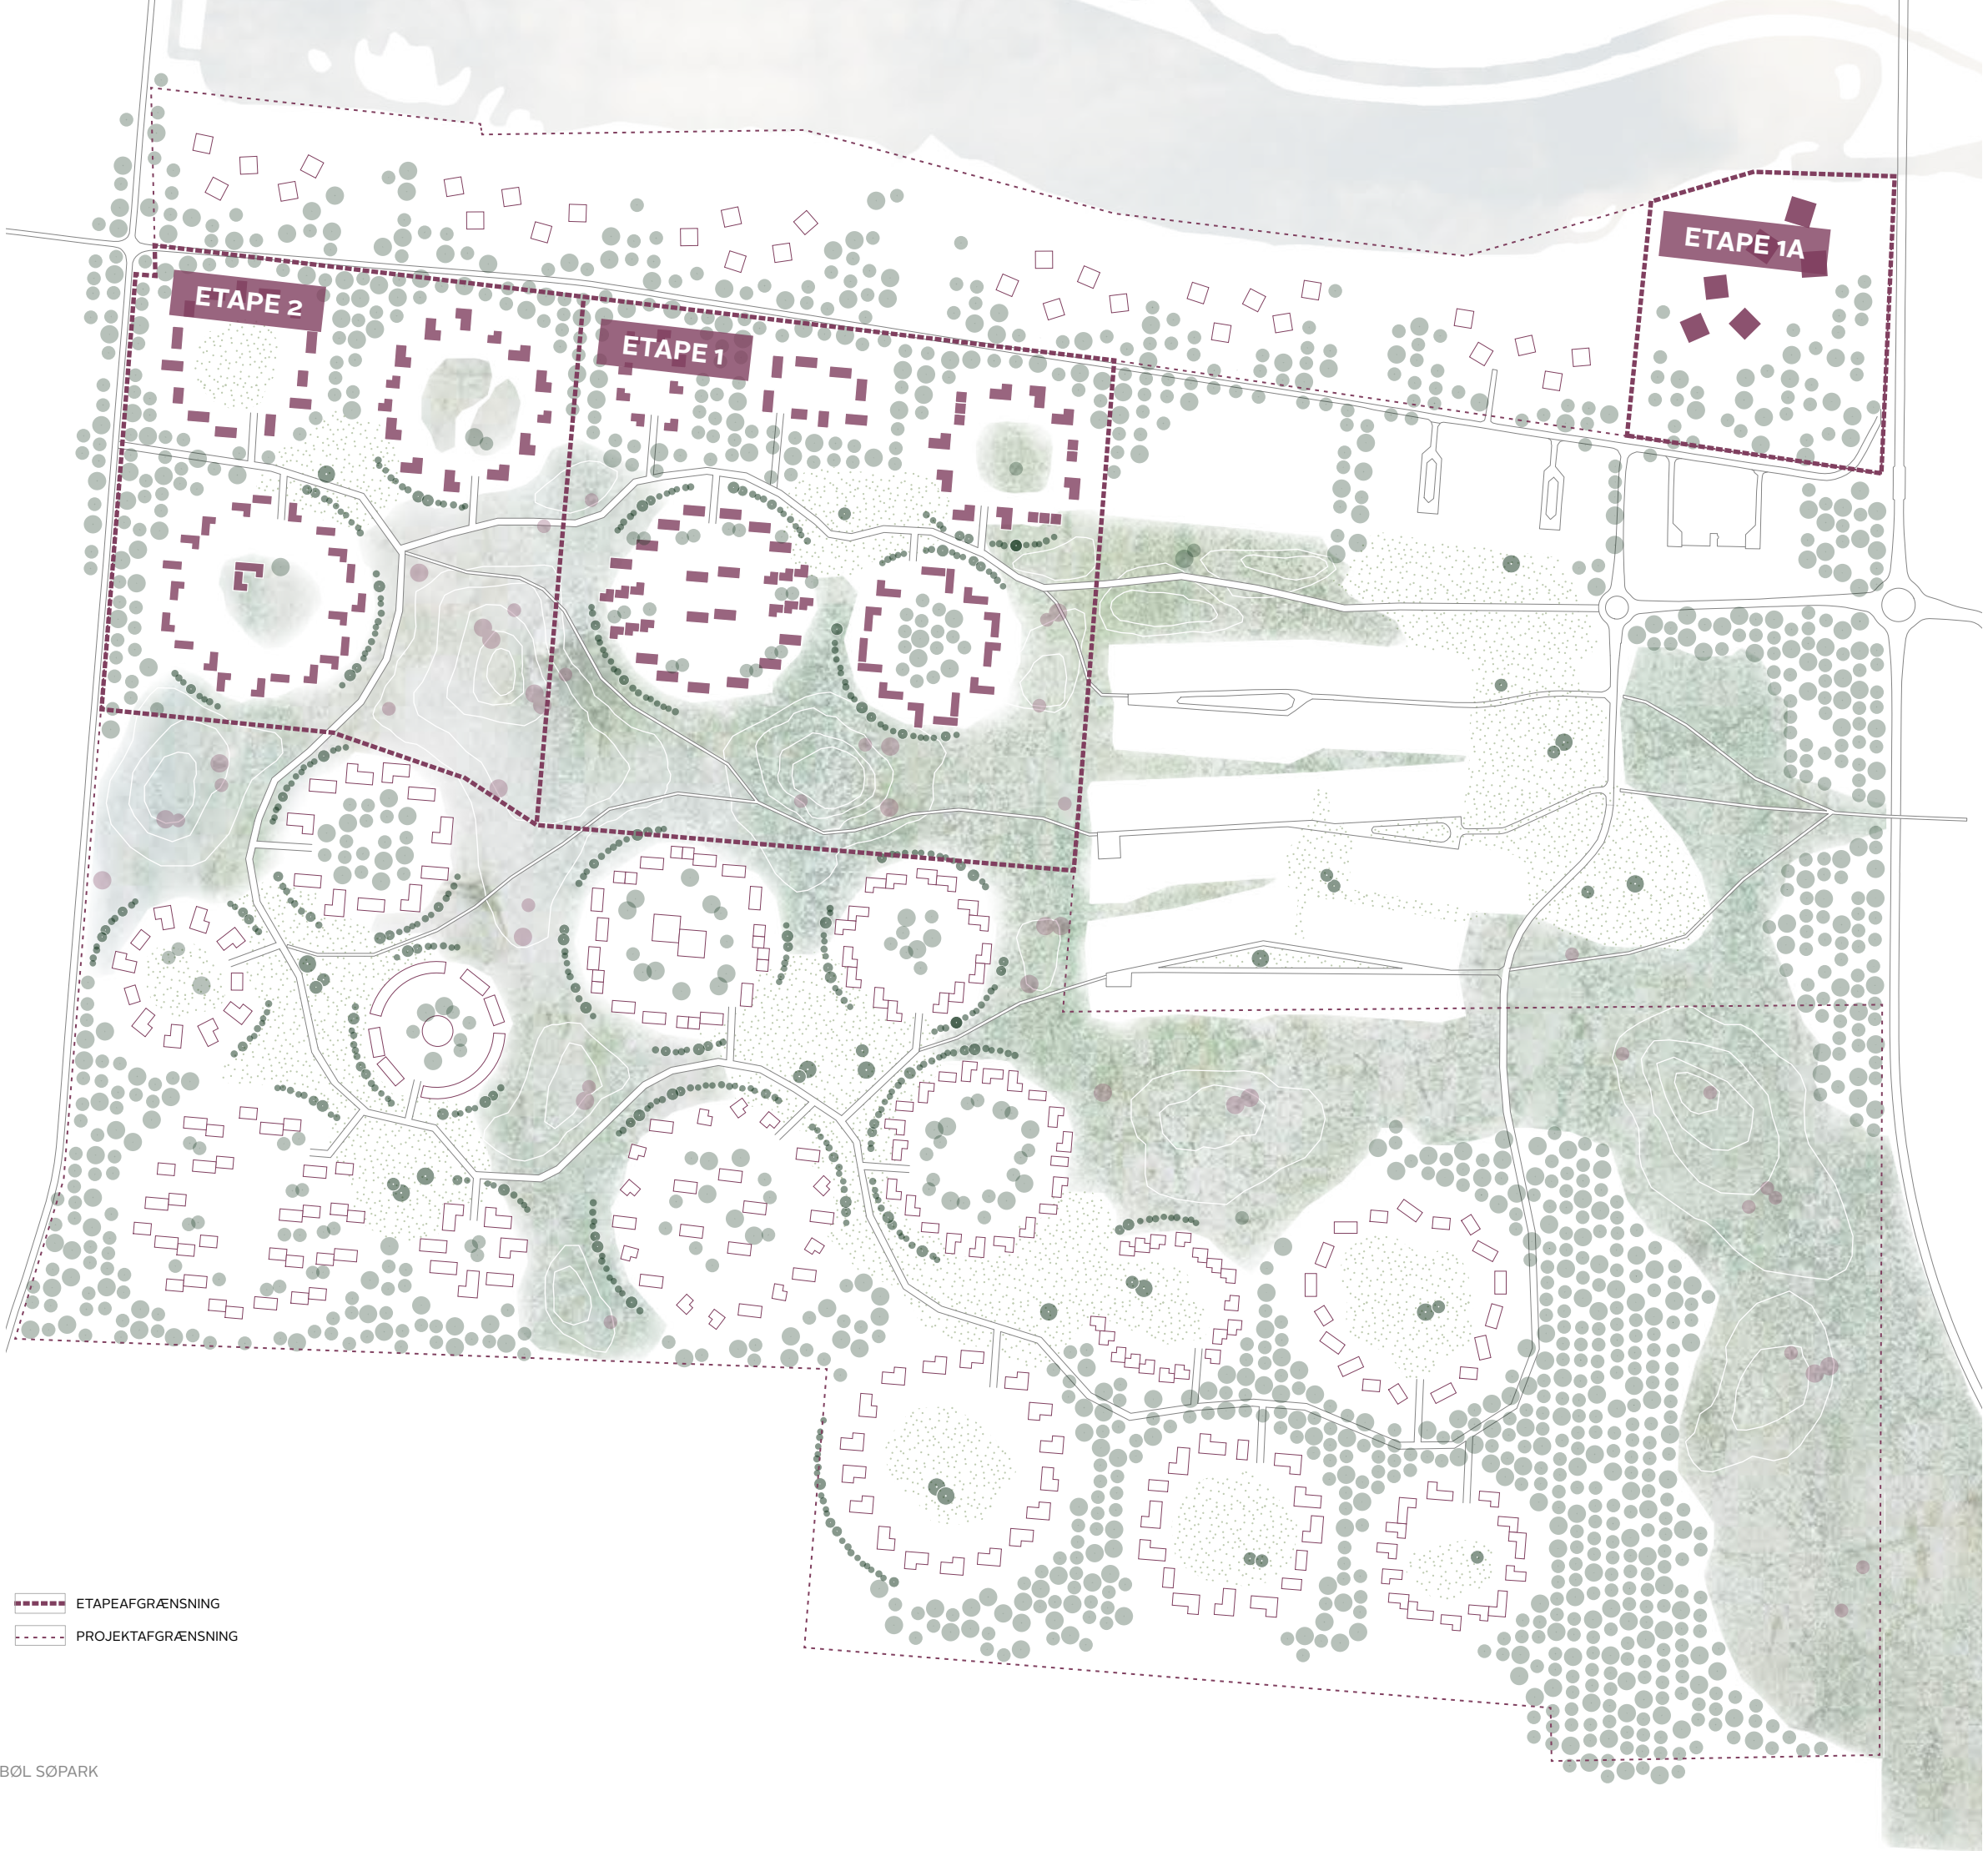 ETAPE 1A
ETAPE 2
ETAPE 1
ETAPEAFGRÆNSNING
PROJEKTAFGRÆNSNING
BØL SØPARK